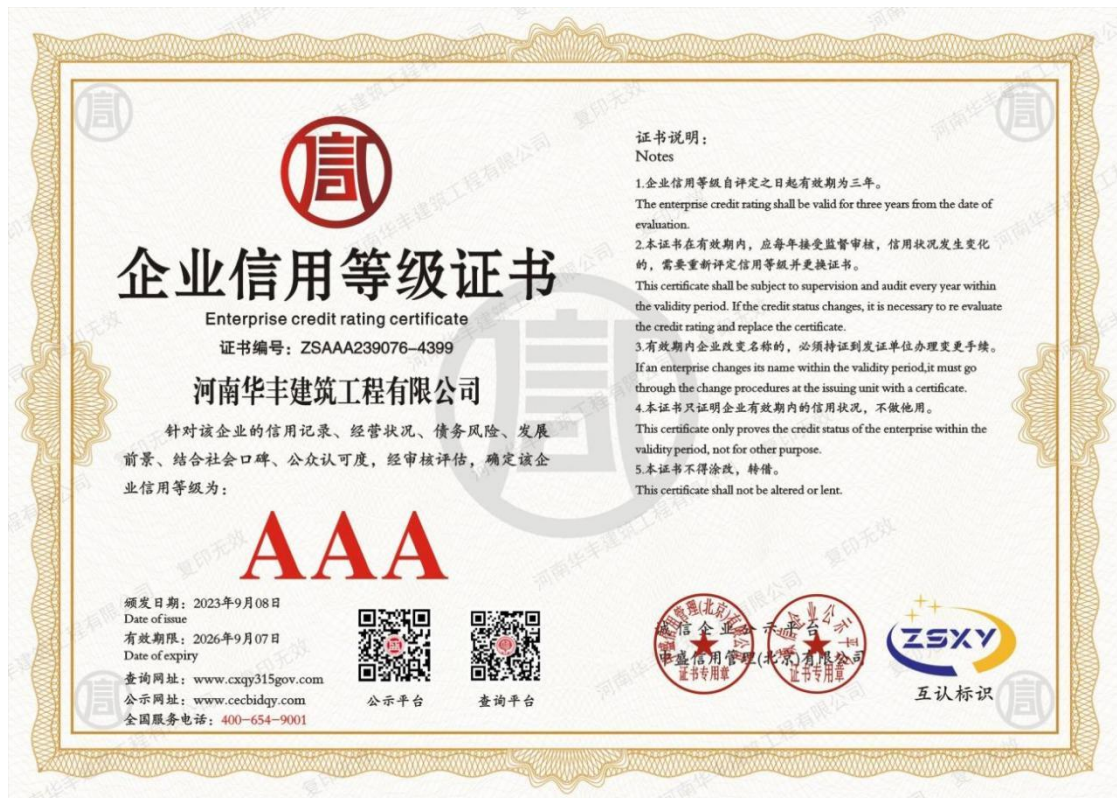 企业信用等级证书
Enterprise credit rating certificate
证书编号：ZSAAA239076-4399
河南华丰建筑工程有限公司
针对该企业的信用记录、经营状况、债务风险、发展
前景、结合社会口碑、公众认可度，经审核评估，确定该企
业信用等级为：
AAA
颁发日期：2023年9月08日
Date of issue
有效期限：2026年9月07日
Date of expiry
查询网址：www.cxqy315gov.com
公示网址：www.cecbidqy.com
全国服务电话：400-654-9001
公示平台
查询平台
证书说明：
Notes
1.企业信用等级自评定之日起有效期为三年。
The enterprise credit rating shall be valid for three years from the date of
evaluation.
2.本证书在有效期内，应每年接受监督审核，信用状况发生变化
的，需要重新评定信用等级并更换证书。
This certificate shall be subject to supervision and audit every year within
the validity period. If the credit status changes, it is necessary to re evaluate
the credit rating and replace the certificate.
3.有效期内企业改变名称的，必须持证到发证单位办理变更手续。
If an enterprise changes its name within the validity period,it must go
through the change procedures at the issuing unit with a certificate.
4.本证书只证明企业有效期内的信用状况，不做他用。
This certificate only proves the credit status of the enterprise within the
validity period, not for other purpose.
5.本证书不得涂改，转借。
This certificate shall not be altered or lent.
信企业公示平台
中盛信用管理(北京)有限公司
证书专用章
证书专用章
ZSXY
互认标识
河南华丰建筑工程有限公司
复印无效